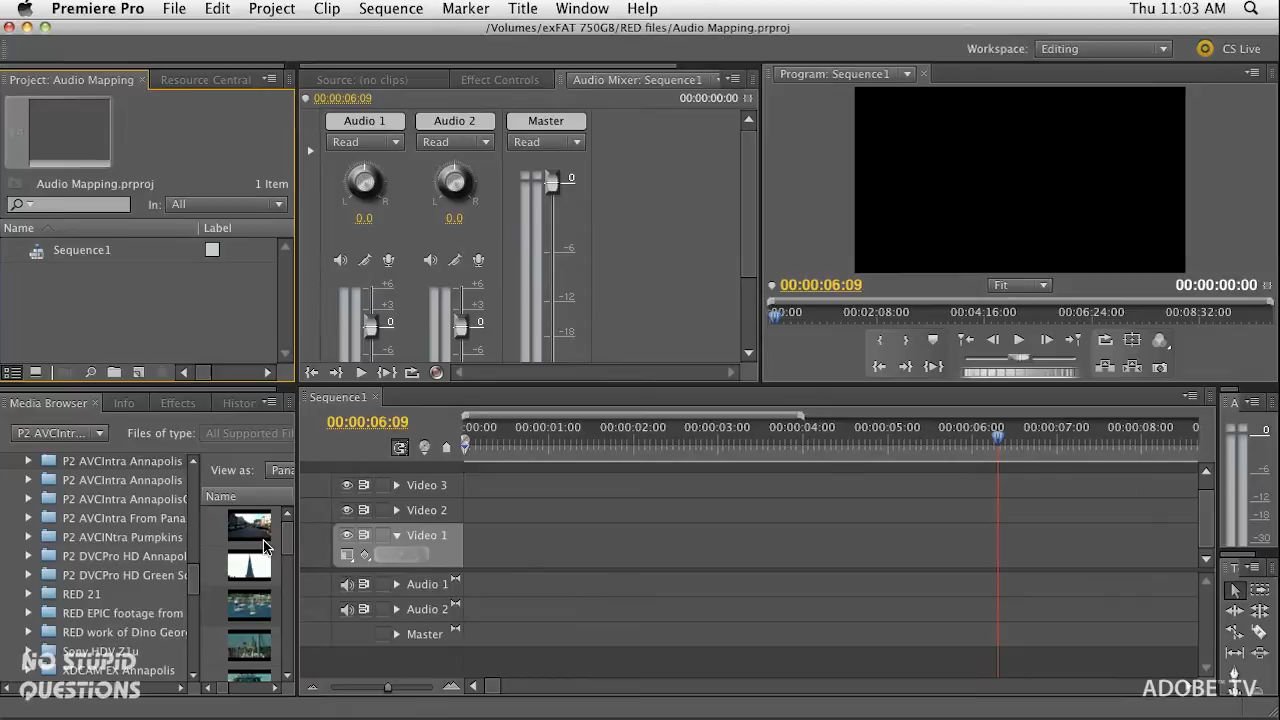 Premiere Pro File Edit Project Clip Sequence Marker Title Window Help Thu 11:03 AM
/Volumes/exFAT 750GB/RED files/Audio Mapping.prproj
Workspace: Editing CS Live
Project: Audio Mapping × Resource Central
Source: (no clips) Effect Controls Audio Mixer: Sequence1
Program: Sequence1
00:00:06:09 00:00:00:00
Audio 1 Audio 2 Master
Read Read Read
L R L R
0.0 0.0
0
-6
-12
-18
+6 +6
+3 +3
0 0
-6 -6
Audio Mapping.prproj 1 Item
In: All
Name Label
Sequence1
00:00:06:09 Fit 00:00:00:00
00:00 00:02:08:00 00:04:16:00 00:06:24:00 00:08:32:00
Media Browser × Info Effects Histor
P2 AVCIntr... Files of type: All Supported Fil
P2 AVCIntra Annapolis
P2 AVCIntra Annapolis
P2 AVCIntra Annapolis
P2 AVCIntra From Pana
P2 AVCINtra Pumpkins
P2 DVCPro HD Annapol
P2 DVCPro HD Green Sc
RED 21
RED EPIC footage from
RED work of Dino Geor
Sony HDV Z1u
XDCAM EX Annapolis
View as: Pana
Name
Sequence1 ×
00:00:06:09
00:00 00:00:01:00 00:00:02:00 00:00:03:00 00:00:04:00 00:00:05:00 00:00:06:0 00:00:07:00 00:00:08:00 0
Video 3
Video 2
Video 1
Audio 1
Audio 2
Master
A
0
-6
-12
-18
-30
T
NO STUPID
QUESTIONS
ADOBE TV